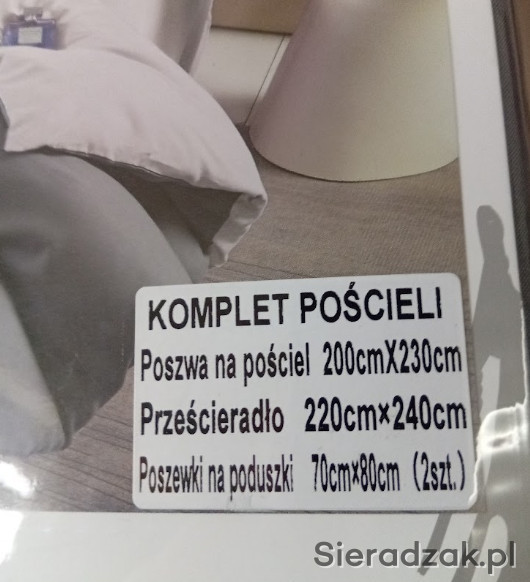 KOMPLET POŚCIELI
Poszwa na pościel 200cmX230cm
Prześcieradło 220cm×240cm
Poszewki na poduszki 70cm×80cm (2szt.)
Sieradzak.pl